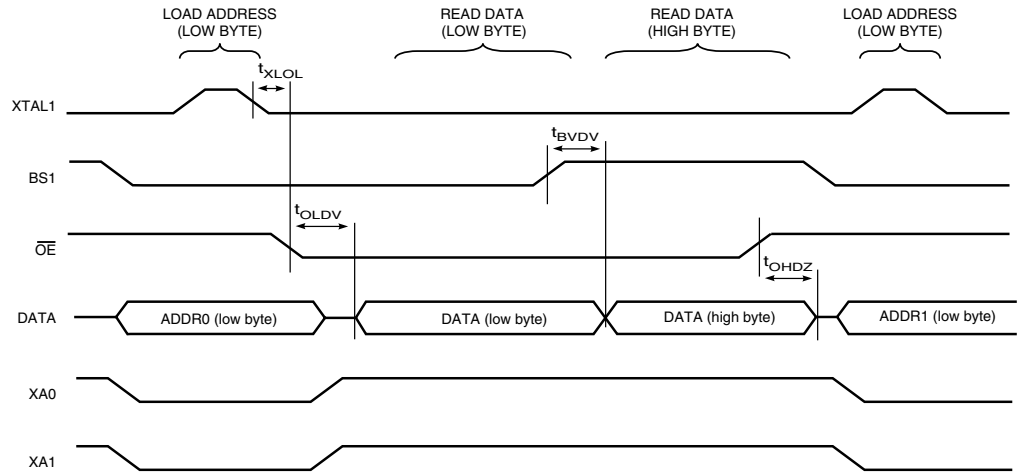 LOAD ADDRESS
(LOW BYTE)
READ DATA
(LOW BYTE)
READ DATA
(HIGH BYTE)
LOAD ADDRESS
(LOW BYTE)
tXLOL
XTAL1
tBVDV
BS1
tOLDV
OE
tOHDZ
DATA
ADDR0 (low byte)
DATA (low byte)
DATA (high byte)
ADDR1 (low byte)
XA0
XA1